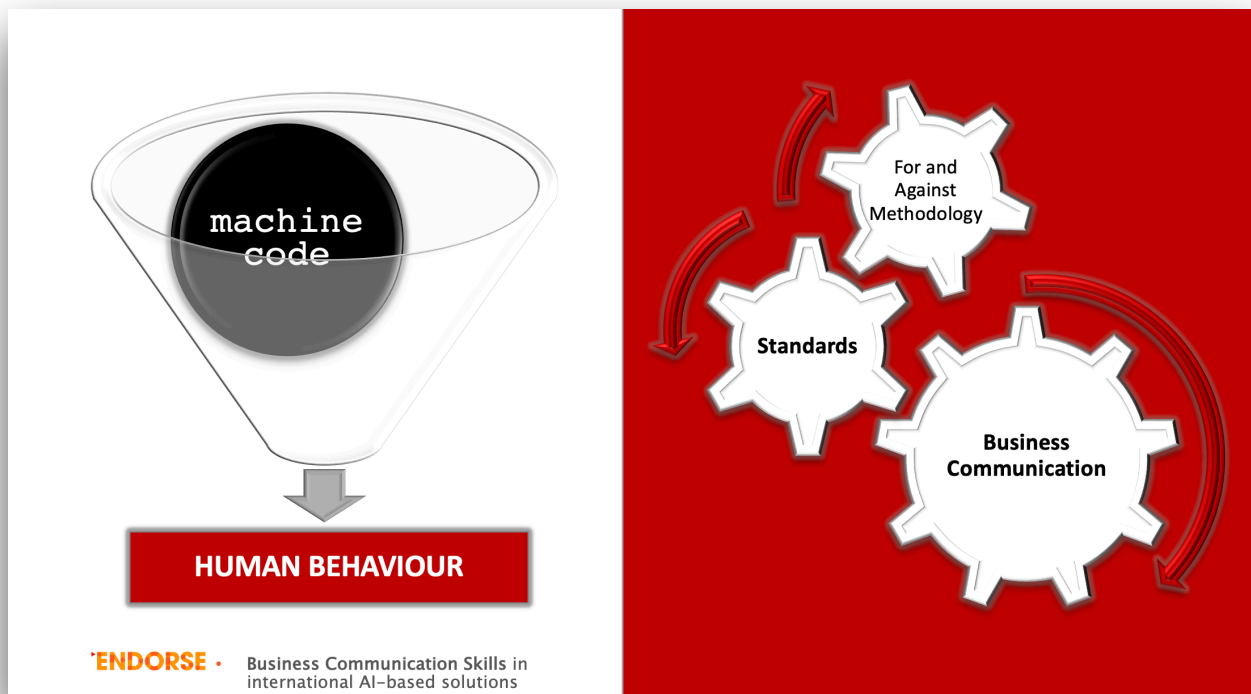 machine
code
HUMAN BEHAVIOUR
ENDORSE
Business Communication Skills in
international AI-based solutions
For and
Against
Methodology
Standards
Business
Communication